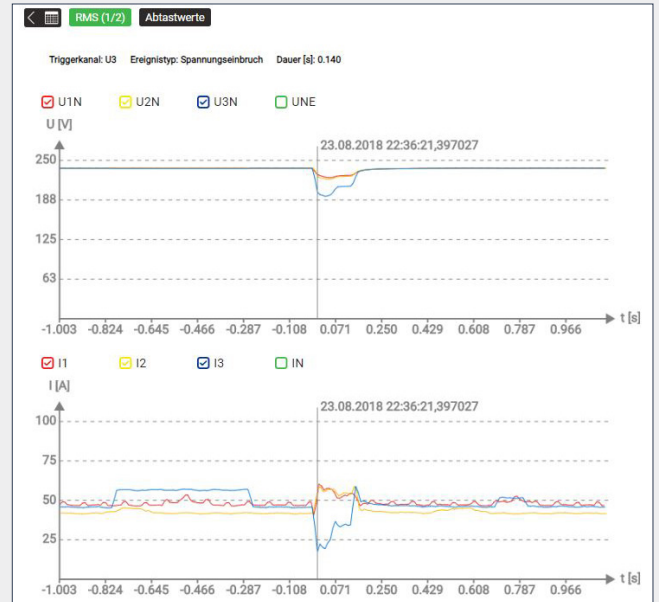 RMS (1/2) Abtastwerte
Triggerkanal: U3 Ereignistyp: Spannungseinbruch Dauer [s]: 0.140
U1N U2N U3N UNE
U [V]
23.08.2018 22:36:21,397027
250
188
125
63
-1.003 -0.824 -0.645 -0.466 -0.287 -0.108 0.071 0.250 0.429 0.608 0.787 0.966 t [s]
I1 I2 I3 IN
I [A]
23.08.2018 22:36:21,397027
100
75
50
25
-1.003 -0.824 -0.645 -0.466 -0.287 -0.108 0.071 0.250 0.429 0.608 0.787 0.966 t [s]